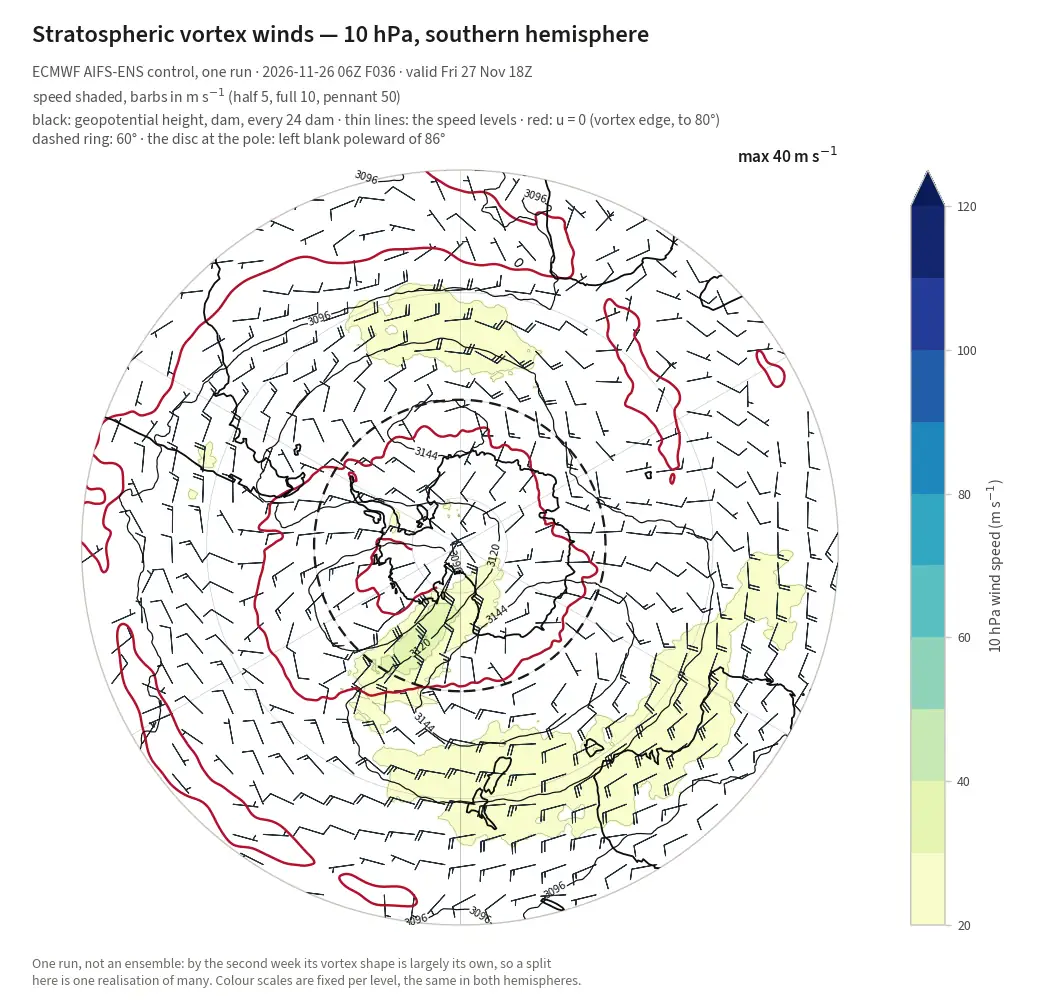 Stratospheric vortex winds — 10 hPa, southern hemisphere
ECMWF AIFS-ENS control, one run · 2026-11-26 06Z F036 · valid Fri 27 Nov 18Z
speed shaded, barbs in m s⁻¹ (half 5, full 10, pennant 50)
black: geopotential height, dam, every 24 dam · thin lines: the speed levels · red: u = 0 (vortex edge, to 80°)
dashed ring: 60° · the disc at the pole: left blank poleward of 86°
max 40 m s⁻¹
3096
3096
3096
3144
3120
3096
3144
3120
3144
3096
3096
3096
120
100
80
60
40
20
10 hPa wind speed (m s⁻¹)
One run, not an ensemble: by the second week its vortex shape is largely its own, so a split
here is one realisation of many. Colour scales are fixed per level, the same in both hemispheres.